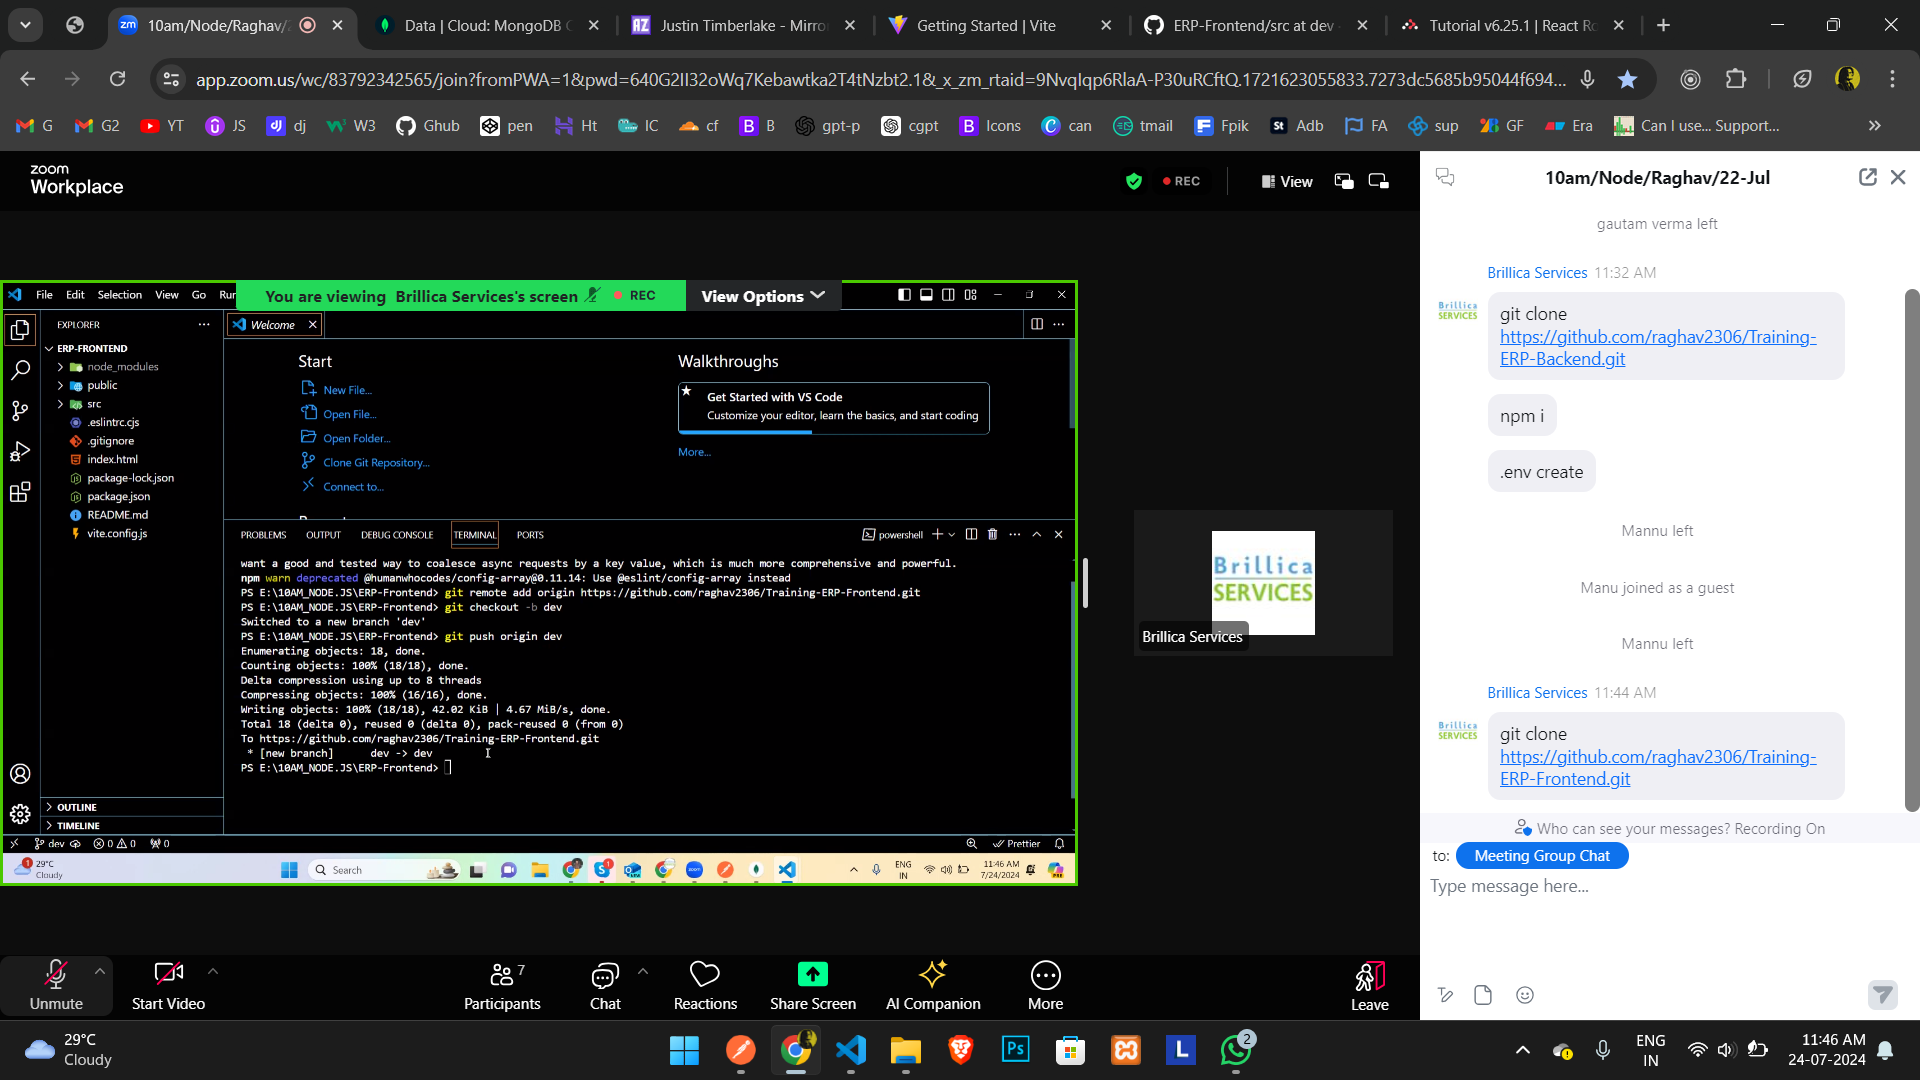 10am/Node/Raghav/2
Data | Cloud: MongoDB C
Justin Timberlake - Mirro
Getting Started | Vite
ERP-Frontend/src at dev
Tutorial v6.25.1 | React Ro
app.zoom.us/wc/83792342565/join?fromPWA=1&pwd=640G2II32oWq7Kebawtka2T4tNzbt2.1&_x_zm_rtaid=9NvqIqp6RlaA-P30uRCftQ.1721623055833.7273dc5685b95044f694...
G G2 YT JS dj W3 Ghub pen Ht IC cf B gpt-p cgpt Icons can tmail Fpik Adb FA sup GF Era Can I use... Support...
zoom
Workplace
REC
View
You are viewing Brillica Services's screen REC
View Options
File Edit Selection View Go Run
EXPLORER
ERP-FRONTEND
node_modules
public
src
.eslintrc.cjs
.gitignore
index.html
package-lock.json
package.json
README.md
vite.config.js
OUTLINE
TIMELINE
Welcome
Start
New File...
Open File...
Open Folder...
Clone Git Repository...
Connect to...
Walkthroughs
Get Started with VS Code
Customize your editor, learn the basics, and start coding
More...
PROBLEMS OUTPUT DEBUG CONSOLE TERMINAL PORTS
powershell
want a good and tested way to coalesce async requests by a key value, which is much more comprehensive and powerful.
npm warn deprecated @humanwhocodes/config-array@0.11.14: Use @eslint/config-array instead
PS E:\10AM_NODE.JS\ERP-Frontend> git remote add origin https://github.com/raghav2306/Training-ERP-Frontend.git
PS E:\10AM_NODE.JS\ERP-Frontend> git checkout -b dev
Switched to a new branch 'dev'
PS E:\10AM_NODE.JS\ERP-Frontend> git push origin dev
Enumerating objects: 18, done.
Counting objects: 100% (18/18), done.
Delta compression using up to 8 threads
Compressing objects: 100% (16/16), done.
Writing objects: 100% (18/18), 42.02 KiB | 4.67 MiB/s, done.
Total 18 (delta 0), reused 0 (delta 0), pack-reused 0 (from 0)
To https://github.com/raghav2306/Training-ERP-Frontend.git
* [new branch] dev -> dev
PS E:\10AM_NODE.JS\ERP-Frontend>
dev 0 0 0
Prettier
29°C
Cloudy
Search
ENG
IN
11:46 AM
7/24/2024
Brillica
SERVICES
Brillica Services
Unmute
Start Video
7
Participants
Chat
Reactions
Share Screen
AI Companion
More
Leave
10am/Node/Raghav/22-Jul
gautam verma left
Brillica Services 11:32 AM
Brillica
SERVICES
git clone
https://github.com/raghav2306/Training-
ERP-Backend.git
npm i
.env create
Mannu left
Manu joined as a guest
Mannu left
Brillica Services 11:44 AM
Brillica
SERVICES
git clone
https://github.com/raghav2306/Training-
ERP-Frontend.git
Who can see your messages? Recording On
to: Meeting Group Chat
Type message here...
29°C
Cloudy
Ps
L
2
ENG
IN
11:46 AM
24-07-2024